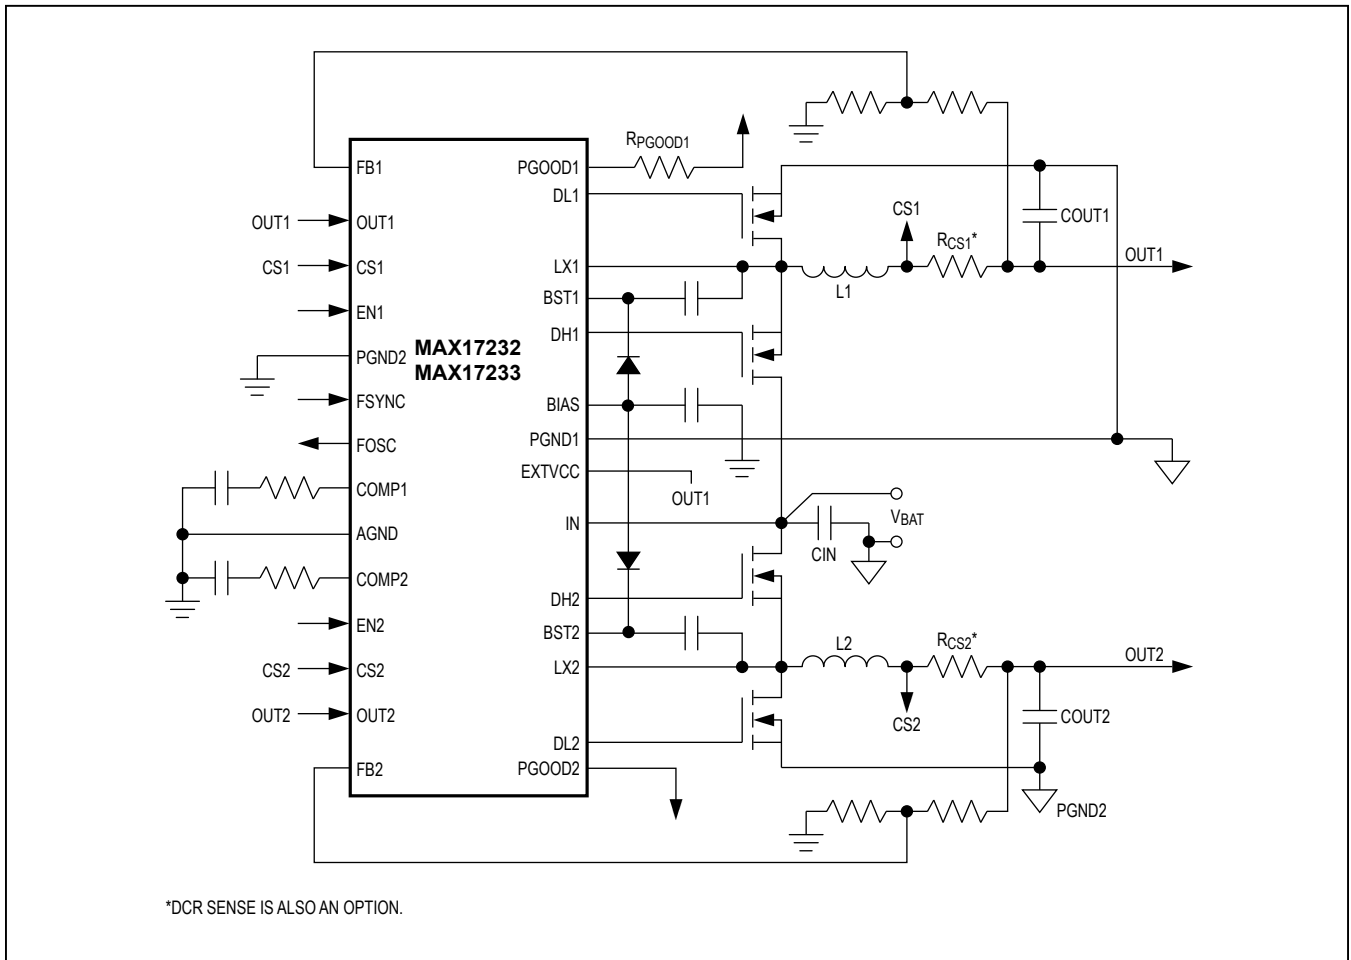 RPGOOD1
FB1
PGOOD1
DL1
OUT1
OUT1
CS1
COUT1
RCS1*
OUT1
CS1
CS1
LX1
L1
BST1
EN1
DH1
PGND2
MAX17232
MAX17233
FSYNC
BIAS
PGND1
FOSC
EXTVCC
OUT1
COMP1
VBAT
IN
AGND
CIN
COMP2
DH2
EN2
BST2
L2
RCS2*
OUT2
CS2
CS2
LX2
OUT2
OUT2
CS2
COUT2
DL2
FB2
PGOOD2
PGND2
*DCR SENSE IS ALSO AN OPTION.